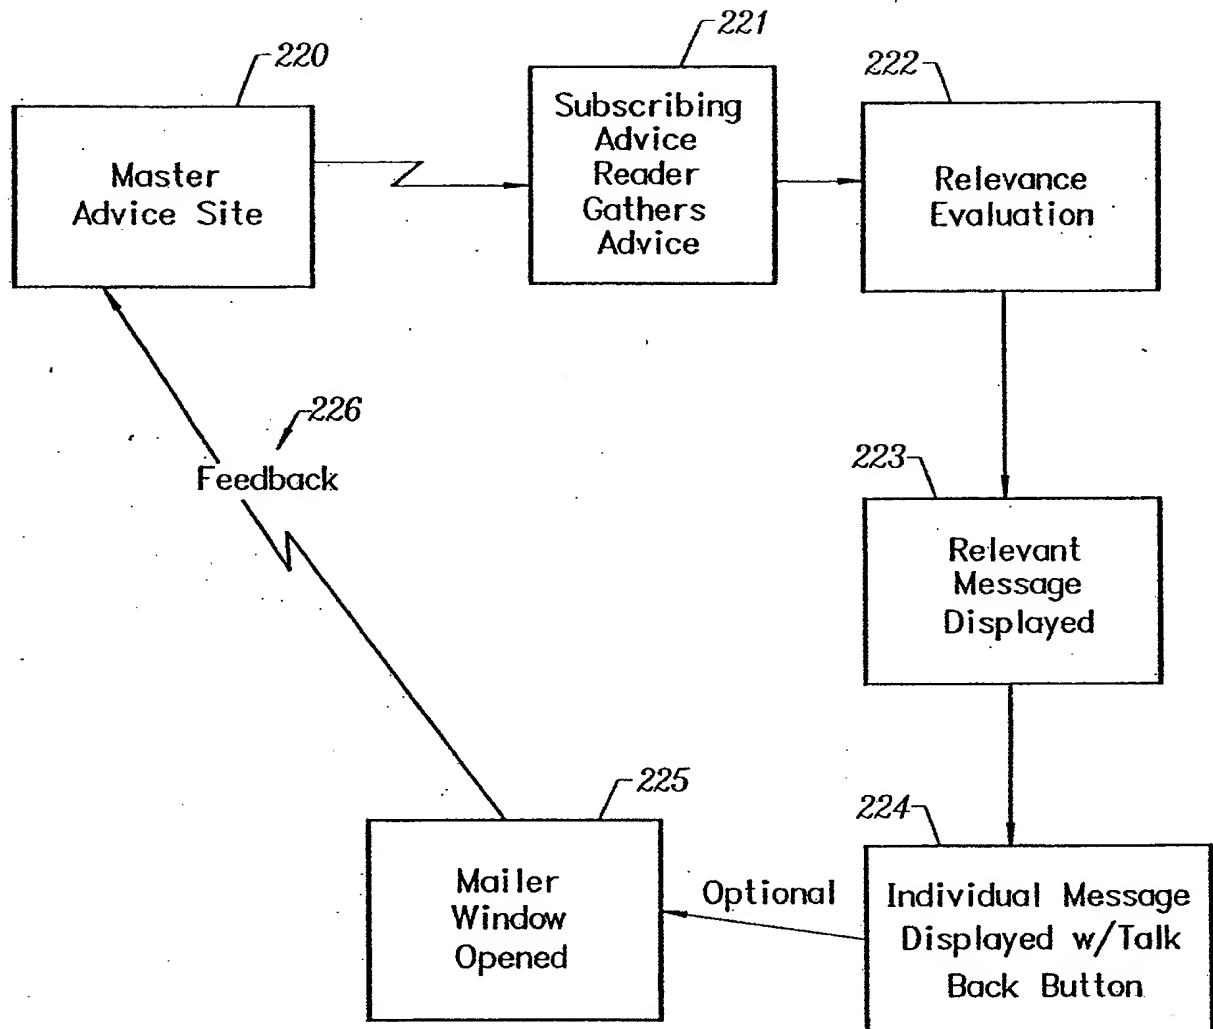 220
Master
Advice Site
221
Subscribing
Advice
Reader
Gathers
Advice
222
Relevance
Evaluation
223
Relevant
Message
Displayed
224
Individual Message
Displayed w/Talk
Back Button
Optional
225
Mailer
Window
Opened
226
Feedback